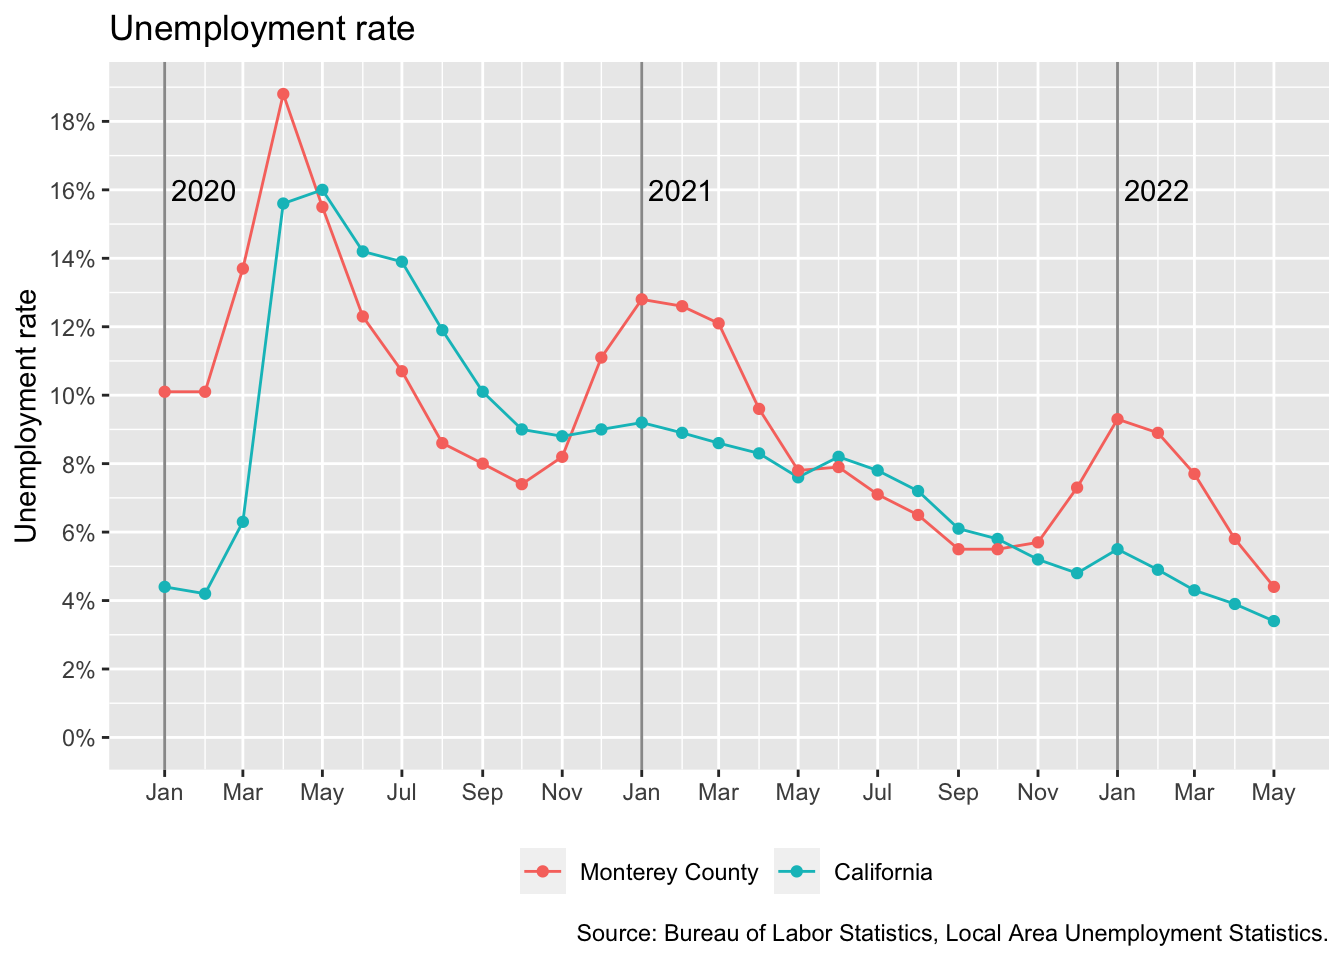 Unemployment rate
Unemployment rate
18%
16%
14%
12%
10%
8%
6%
4%
2%
0%
2020
2021
2022
Jan Mar May Jul Sep Nov Jan Mar May Jul Sep Nov Jan Mar May
Monterey County California
Source: Bureau of Labor Statistics, Local Area Unemployment Statistics.